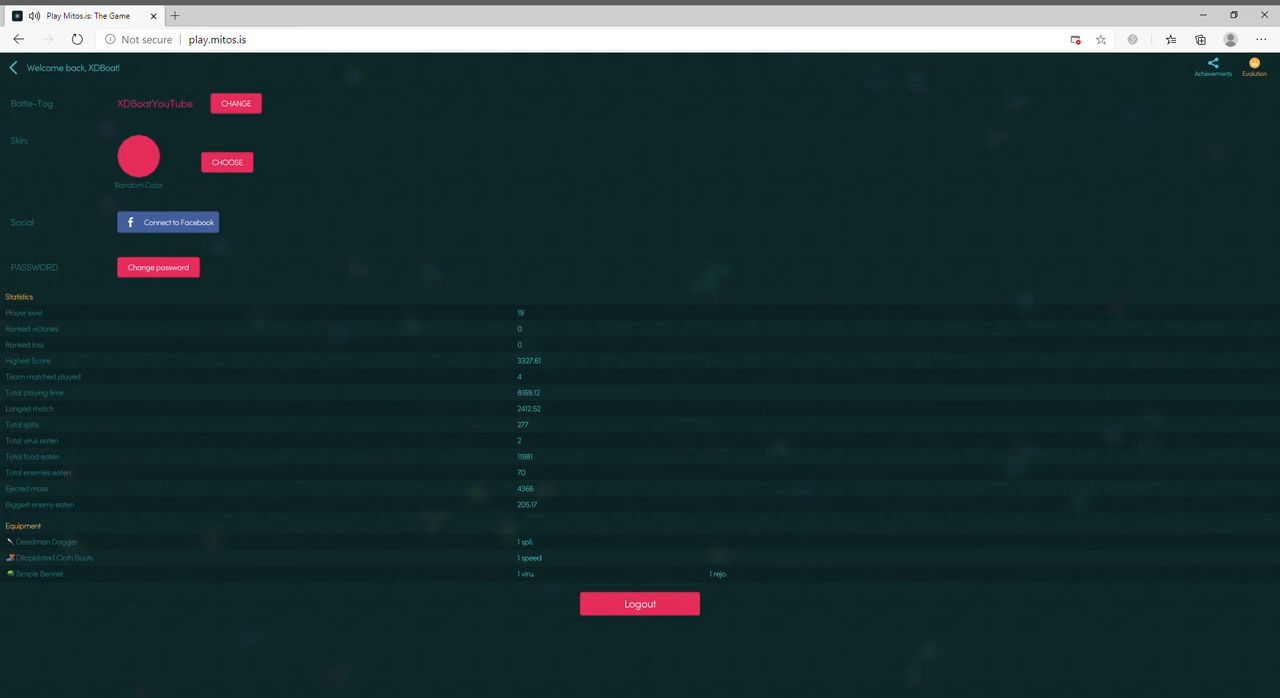 Play Mitos.is: The Game
Not secure | play.mitos.is
Welcome back, XDBoat!
Achievements
Evolution
Battle-Tag XDBoatYouTube CHANGE
Skin:
CHOOSE
Random Color
Social f Connect to Facebook
PASSWORD Change password
Statistics
Player level 19
Ranked victories 0
Ranked loss 0
Highest Score 3327.61
Team matched played 4
Total playing time 8169.12
Longest match 2412.52
Total splits 277
Total virus eaten 2
Total food eaten 11981
Total enemies eaten 70
Ejected mass 4366
Biggest enemy eaten 205.17
Equipment
Deadman Dagger 1 spli.
DIlapidated Cloth Boots 1 speed
Simple Bennet 1 viru. 1 rejo.
Logout